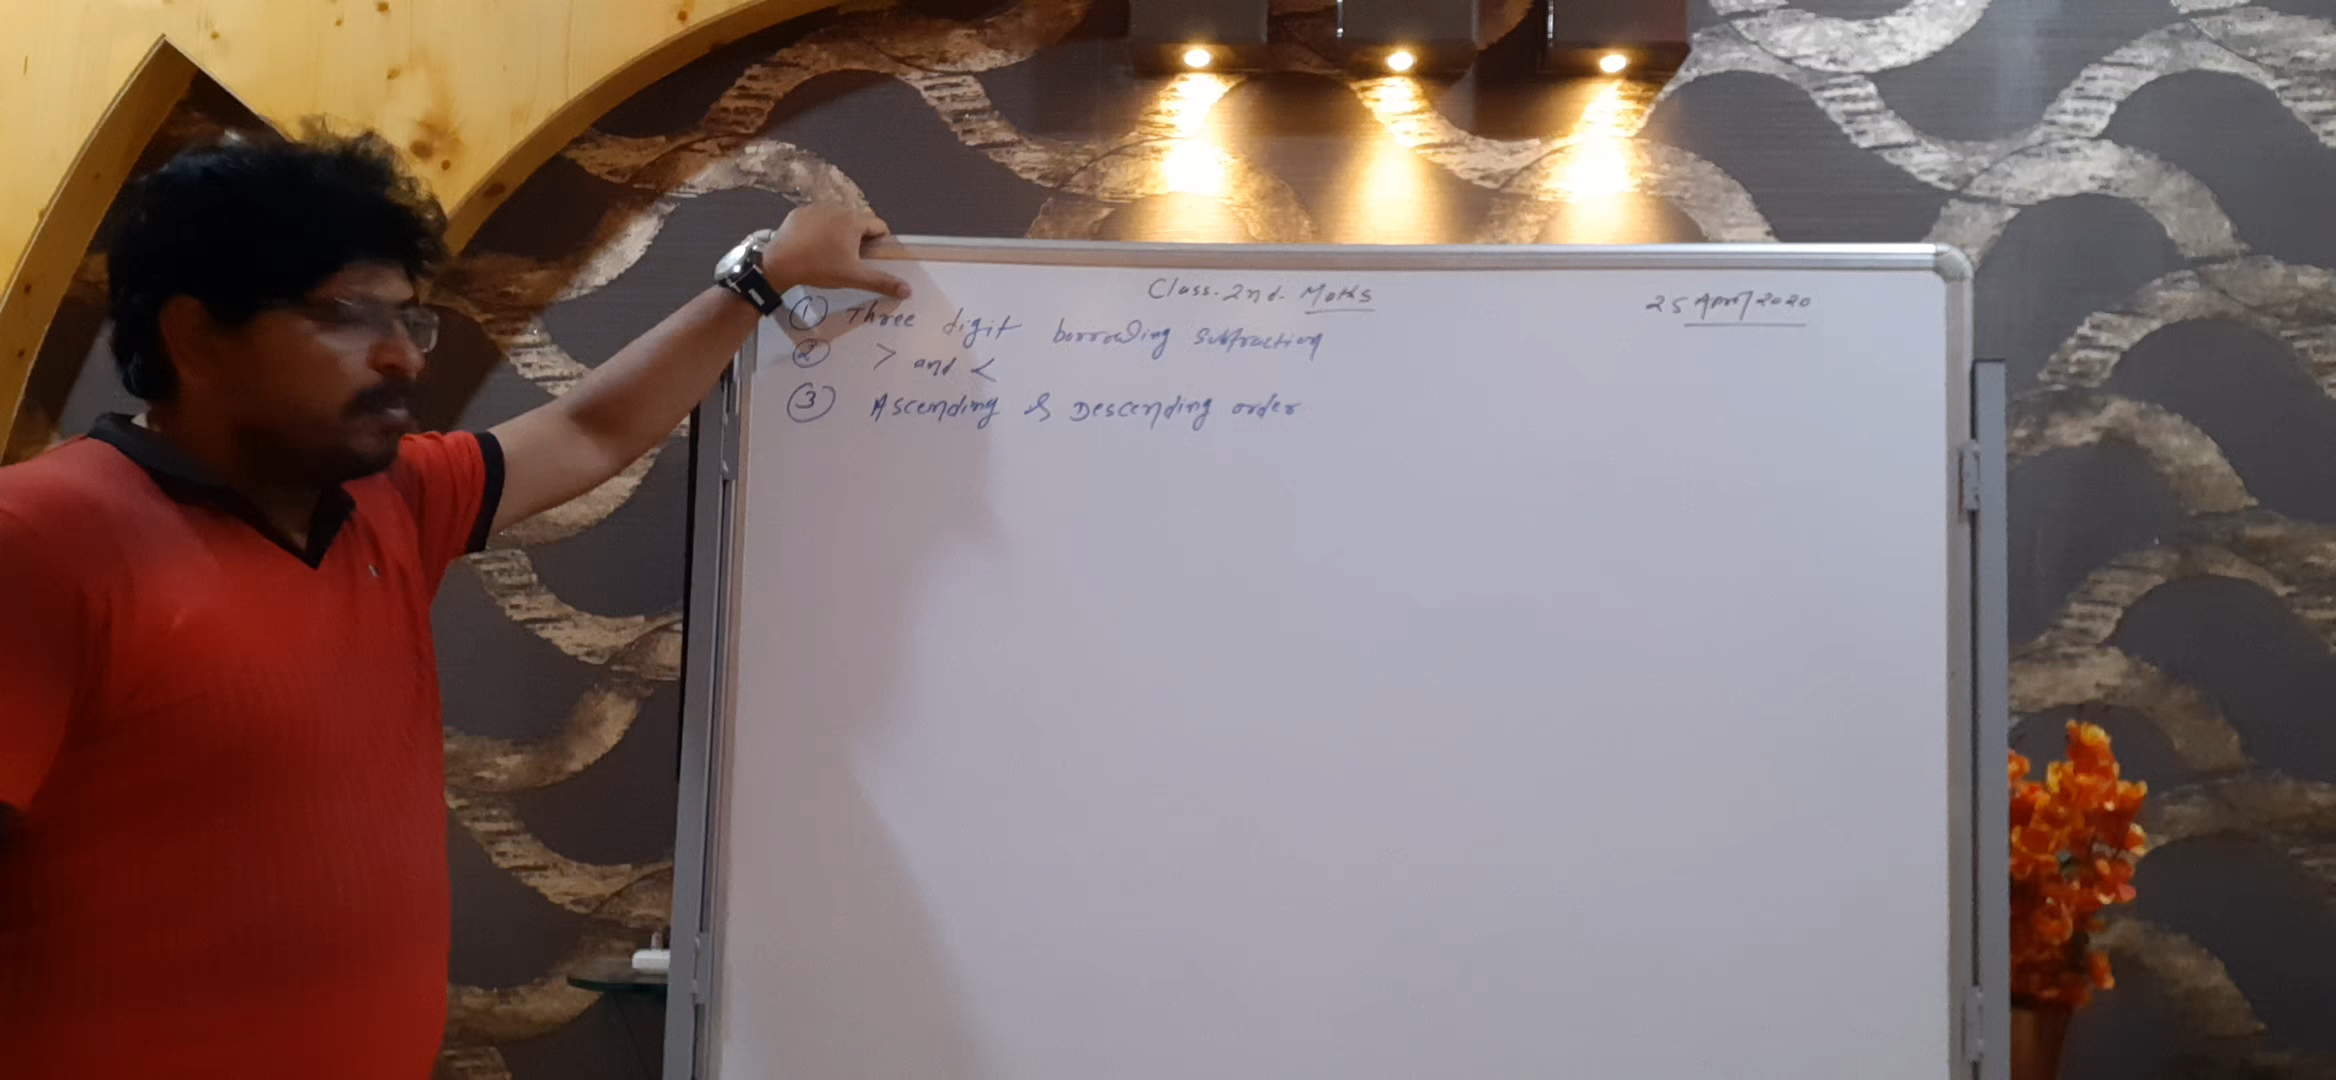 Class-2nd-Maths
25 April 2020
① Three digit borrowing subtraction
② > and <
③ Ascending & Descending order